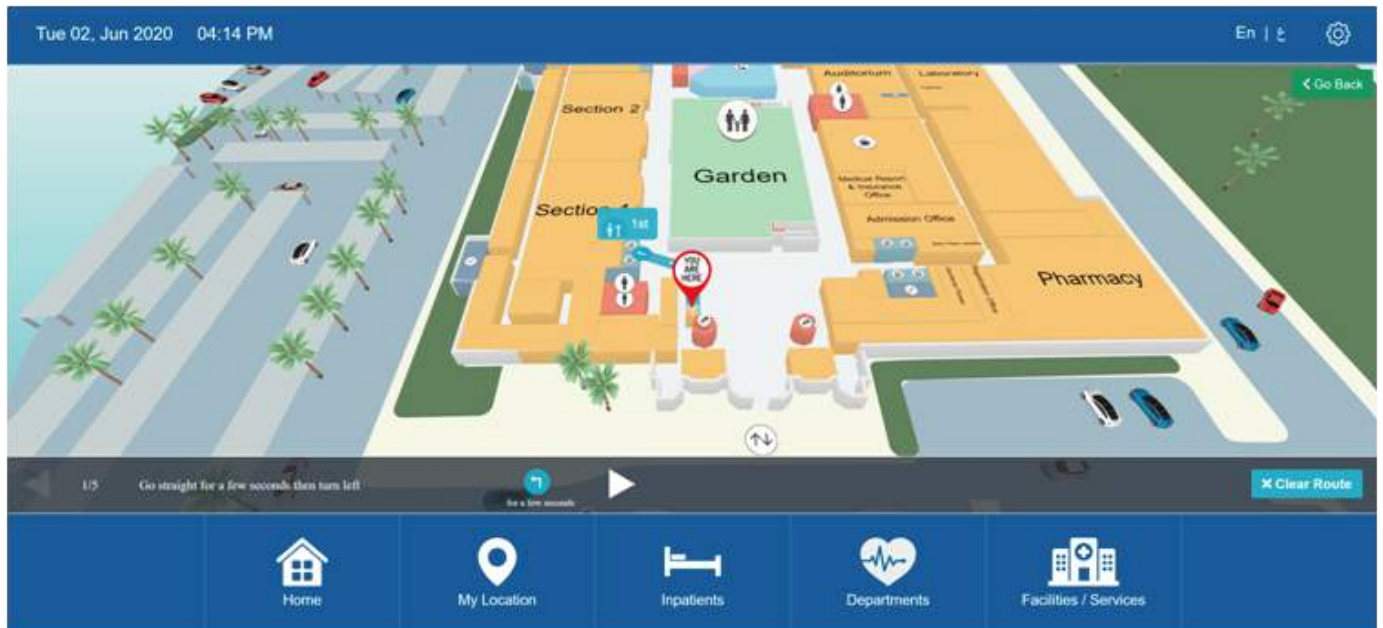 Tue 02, Jun 2020 04:14 PM
En | ع
Go Back
Auditorium
Laboratory
Section 2
Garden
Medical Report
& Insurance
Office
Section 1
1st
Admission Office
YOU
ARE
HERE
Pharmacy
1/5 Go straight for a few seconds then turn left
for a few seconds
Clear Route
Home
My Location
Inpatients
Departments
Facilities / Services